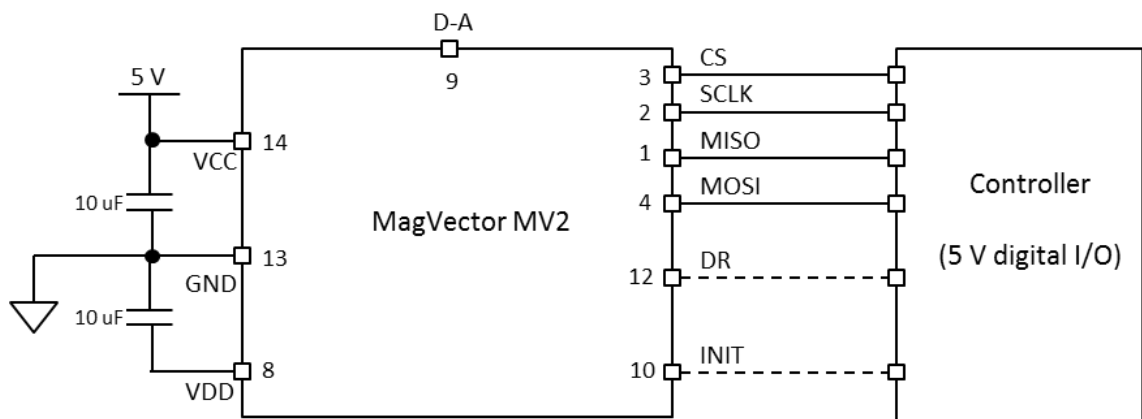 D-A
9
5 V
14
VCC
10 uF
13
GND
10 uF
8
VDD
MagVector MV2
3
CS
2
SCLK
1
MISO
4
MOSI
12
DR
10
INIT
Controller
(5 V digital I/O)